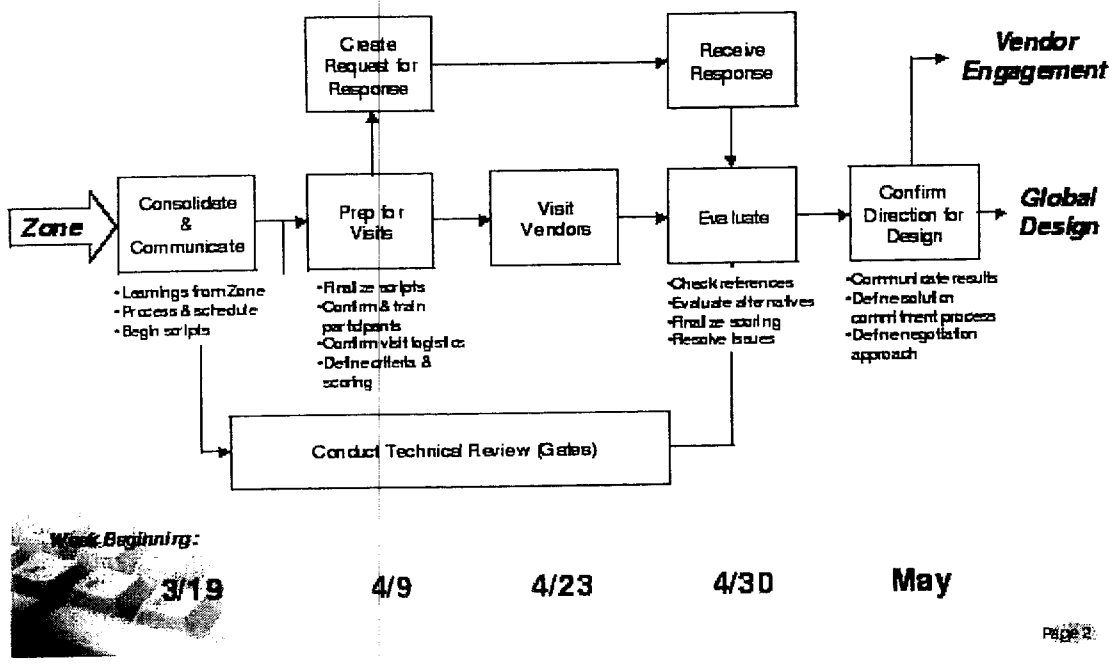 Create
Request for
Response
Receive
Response
Vendor
Engagement
Zone
Consolidate
&
Communicate
Prep for
Visits
Visit
Vendors
Evaluate
Confirm
Direction for
Design
Global
Design
•Learnings from Zone
•Process & schedule
•Begin scripts
•Finalize scripts
•Confirm & train
participants
•Confirm visit logistics
•Define criteria &
scoring
•Check references
•Evaluate alternatives
•Finalize scoring
•Resolve issues
•Communicate results
•Define solution
commitment process
•Define negotiation
approach
Conduct Technical Review (Gates)
Week Beginning:
3/19
4/9
4/23
4/30
May
Page 2